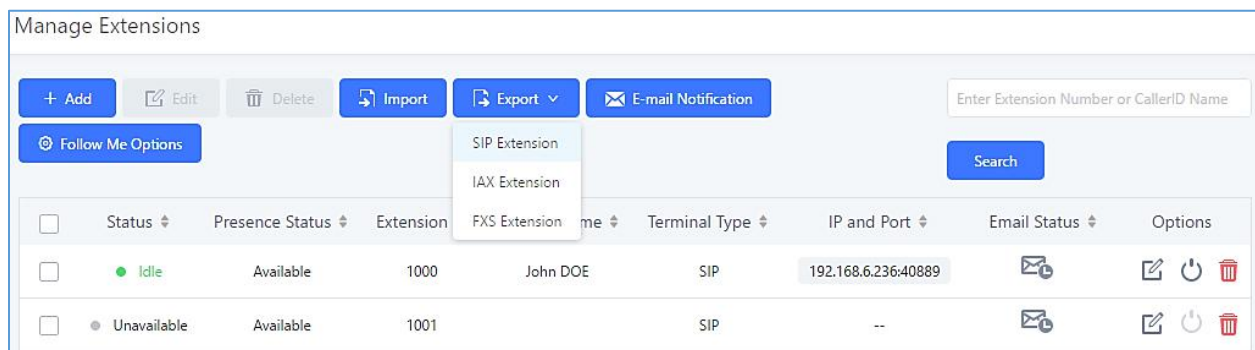 Manage Extensions
+ Add Edit Delete Import Export E-mail Notification Enter Extension Number or CallerID Name
Follow Me Options SIP Extension Search
IAX Extension
FXS Extension
Status Presence Status Extension me Terminal Type IP and Port Email Status Options
Idle Available 1000 John DOE SIP 192.168.6.236:40889
Unavailable Available 1001 SIP --